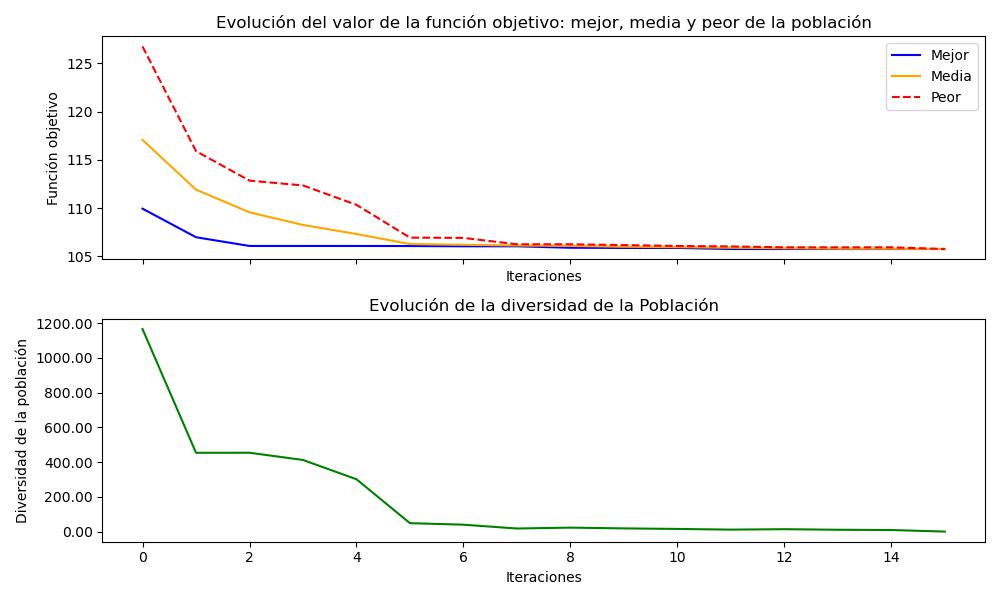 Evolución del valor de la función objetivo: mejor, media y peor de la población
Función objetivo
125
120
115
110
105
Mejor
Media
Peor
Iteraciones
Evolución de la diversidad de la Población
Diversidad de la población
1200.00
1000.00
800.00
600.00
400.00
200.00
0.00
0 2 4 6 8 10 12 14
Iteraciones